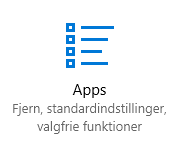 Apps
Fjern, standardindstillinger,
valgfrie funktioner